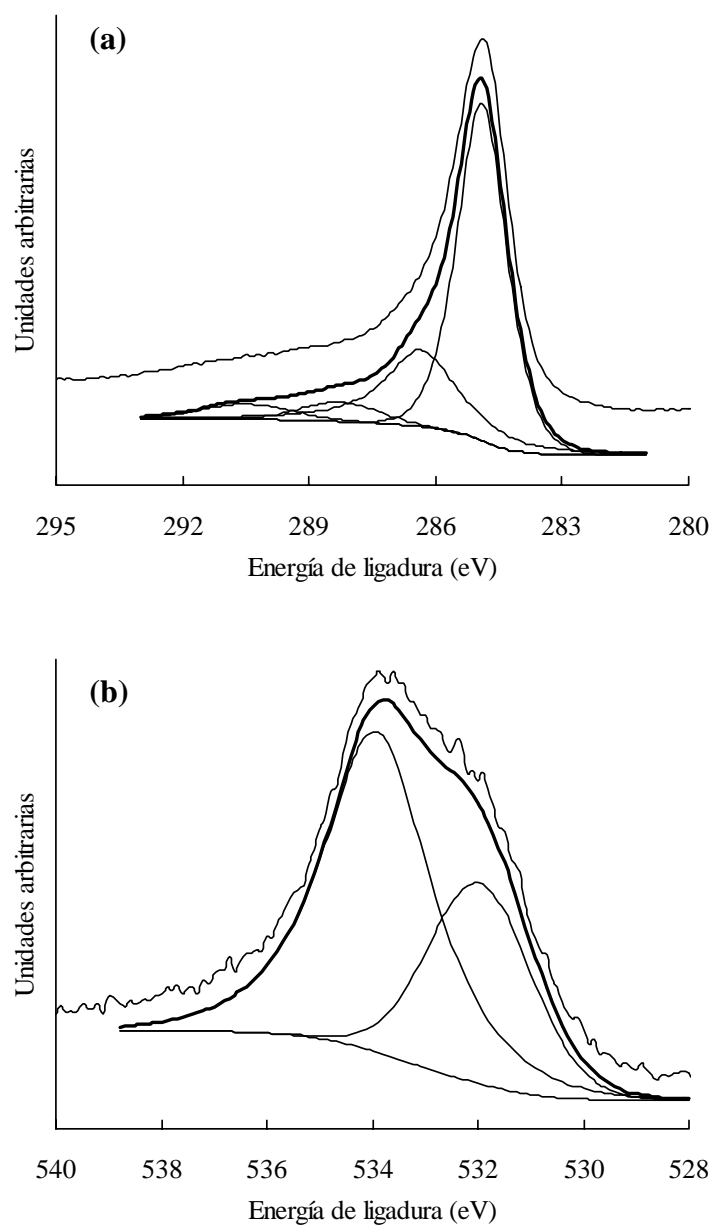 (a)
Unidades arbitrarias
295 292 289 286 283 280
Energía de ligadura (eV)
(b)
Unidades arbitrarias
540 538 536 534 532 530 528
Energía de ligadura (eV)